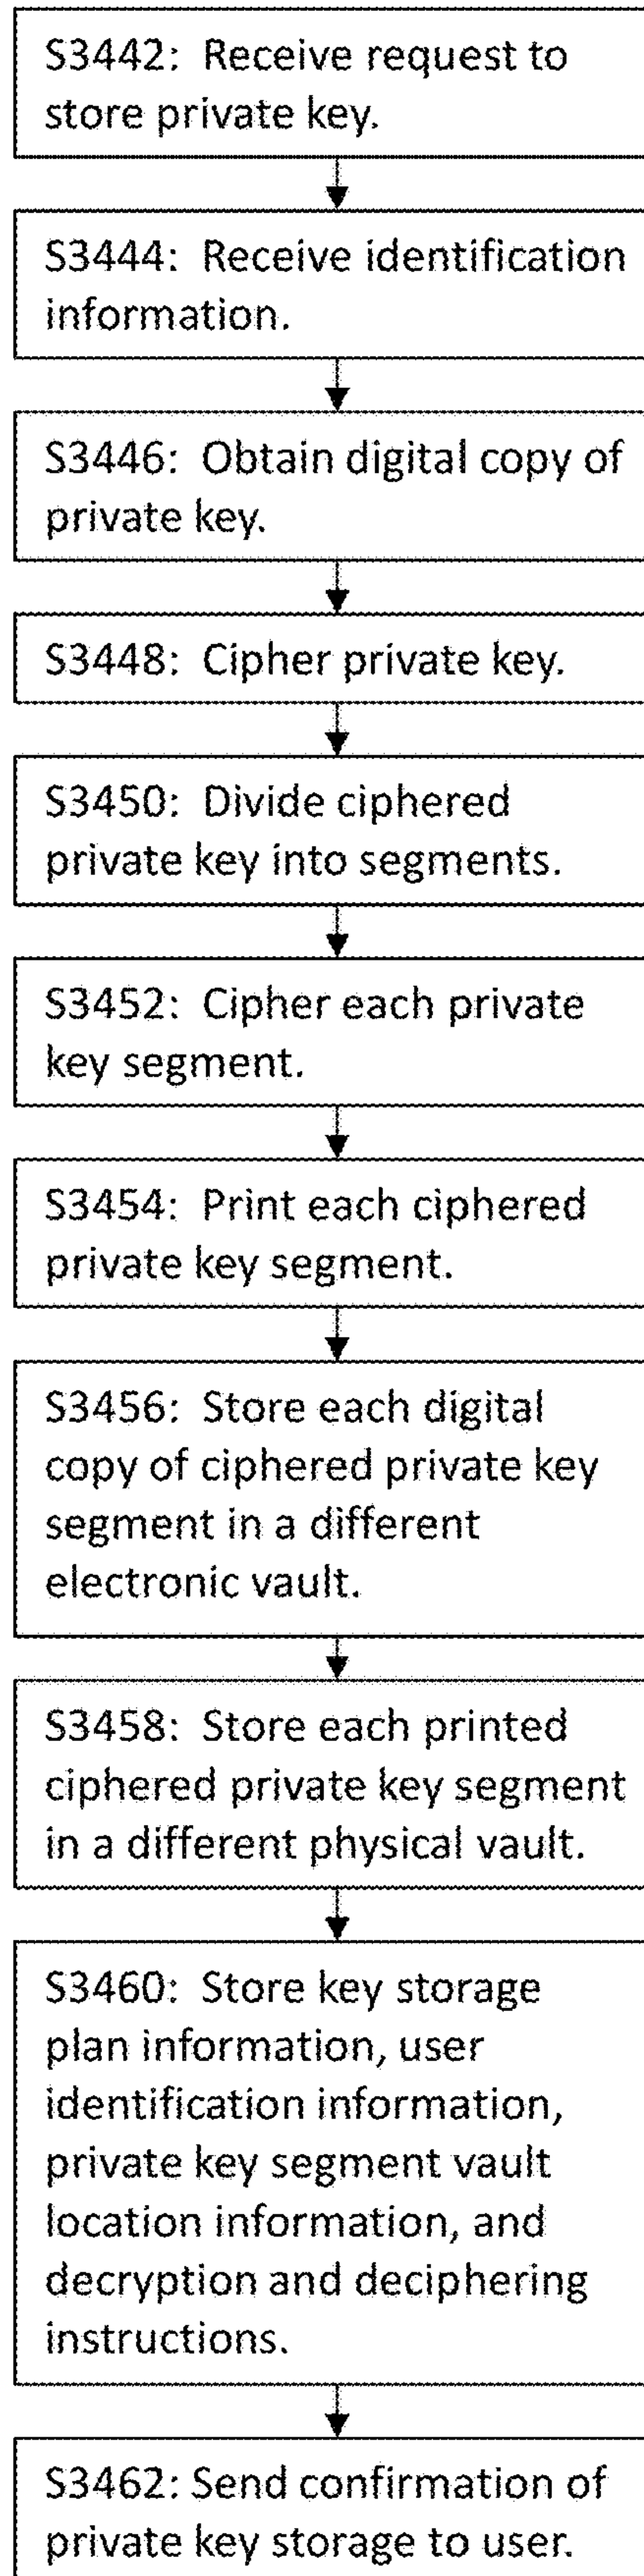 S3442: Receive request to
store private key.
S3444: Receive identification
information.
S3446: Obtain digital copy of
private key.
S3448: Cipher private key.
S3450: Divide ciphered
private key into segments.
S3452: Cipher each private
key segment.
S3454: Print each ciphered
private key segment.
S3456: Store each digital
copy of ciphered private key
segment in a different
electronic vault.
S3458: Store each printed
ciphered private key segment
in a different physical vault.
S3460: Store key storage
plan information, user
identification information,
private key segment vault
location information, and
decryption and deciphering
instructions.
S3462: Send confirmation of
private key storage to user.